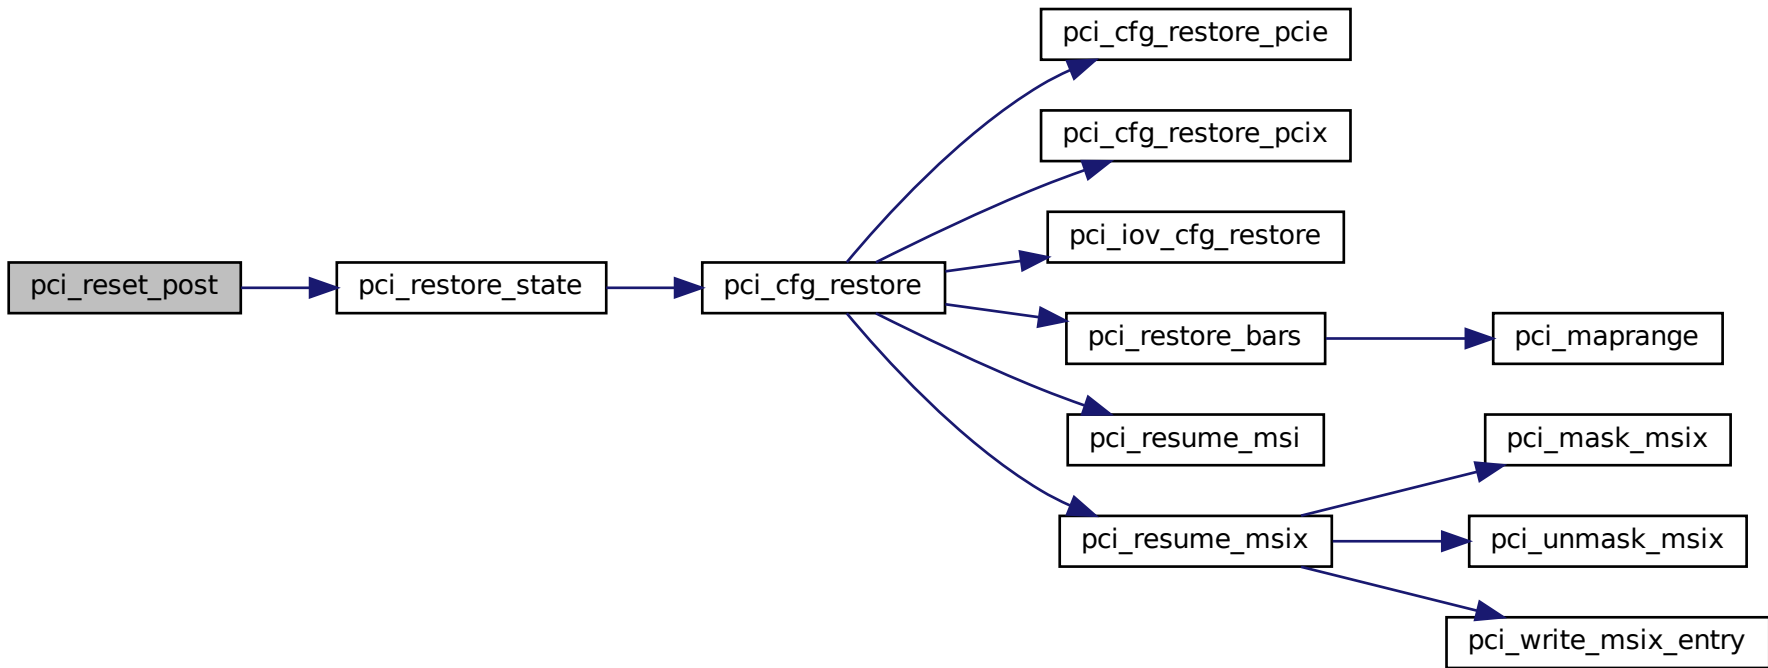 pci_reset_post
pci_restore_state
pci_cfg_restore
pci_cfg_restore_pcie
pci_cfg_restore_pcix
pci_iov_cfg_restore
pci_restore_bars
pci_resume_msi
pci_resume_msix
pci_maprange
pci_mask_msix
pci_unmask_msix
pci_write_msix_entry